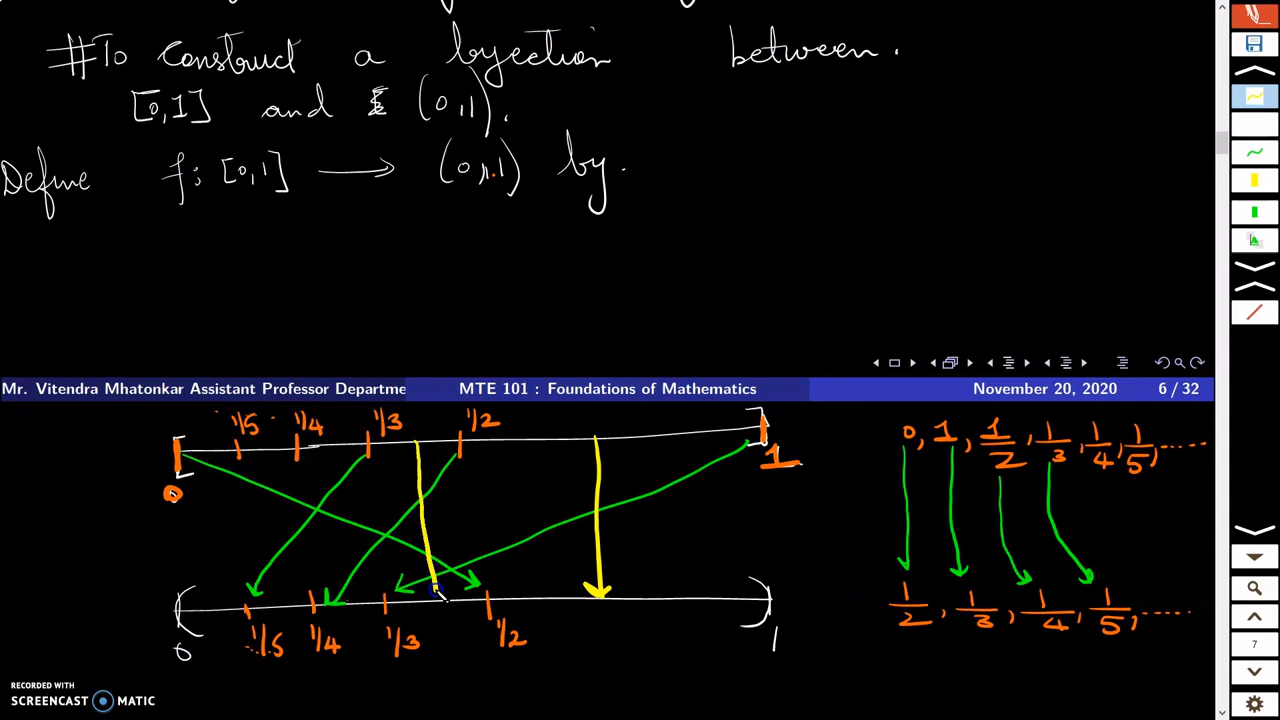 #To construct a byection between.
[0,1] and (0,1).
Define f: [0,1] → (0,1) by.
Mr. Vitendra Mhatonkar Assistant Professor Departme
MTE 101 : Foundations of Mathematics
November 20, 2020
6 / 32
1/5 1/4 1/3 1/2
0 1
0, 1, 1/2, 1/3, 1/4, 1/5, .....
1/2, 1/3, 1/4, 1/5, .....
1/5 1/4 1/3 1/2
0 1
7
RECORDED WITH
SCREENCAST MATIC